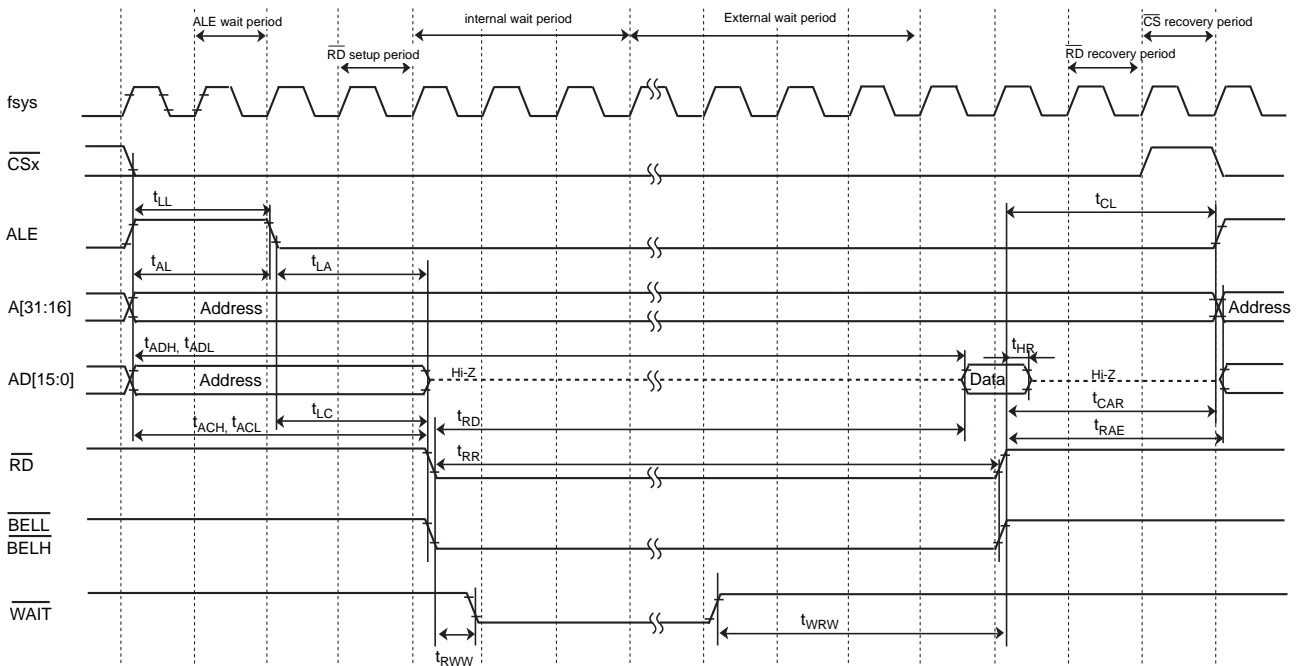 ALE wait period
internal wait period
External wait period
CS recovery period
RD setup period
RD recovery period
fsys
CSx
tLL
tCL
ALE
tAL
tLA
A[31:16]
Address
Address
tADH, tADL
tHR
AD[15:0]
Address
Hi-Z
Data
Hi-Z
tLC
tCAR
tACH, tACL
tRD
tRAE
RD
tRR
BELL
BELH
WAIT
tWRW
tRWW